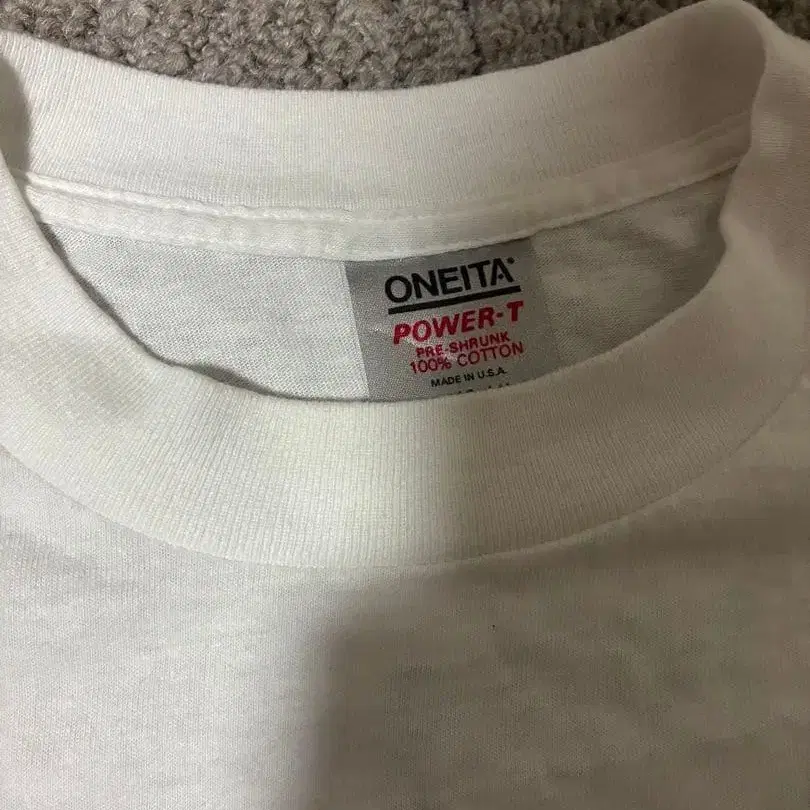 ONEITA
POWER-T
PRE-SHRUNK
100% COTTON
MADE IN U.S.A.